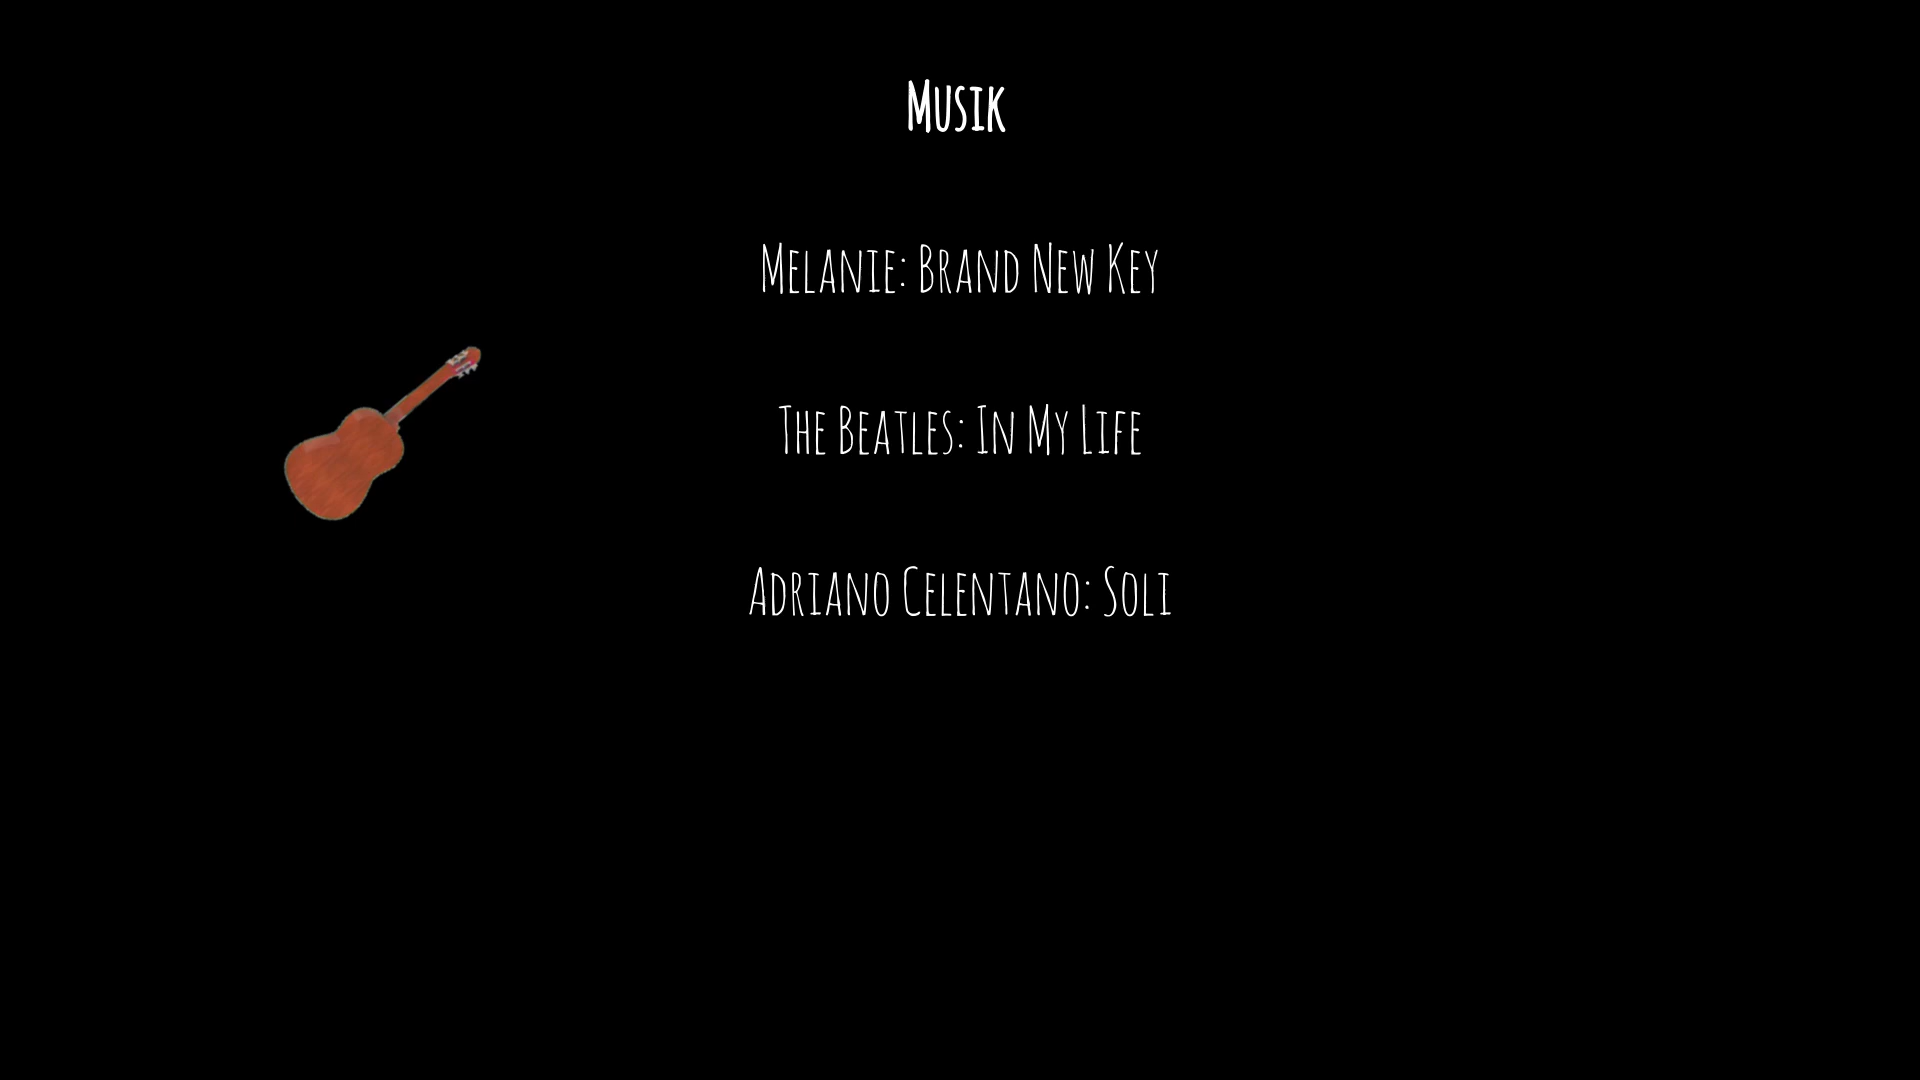 Musik
Melanie: Brand New Key
The Beatles: In My Life
Adriano Celentano: Soli